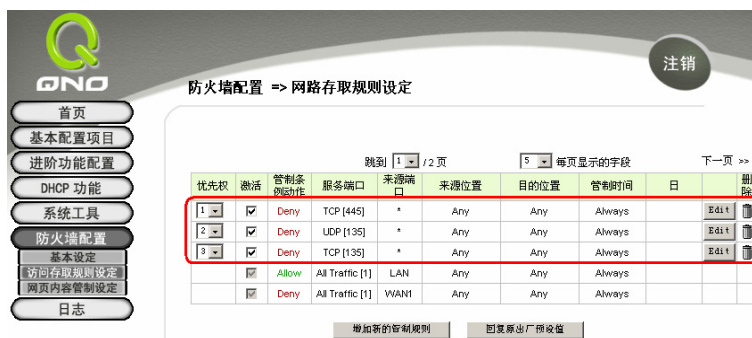 QNO
注销
防火墙配置 => 网路存取规则设定
首页
基本配置项目
进阶功能配置
DHCP 功能
系统工具
防火墙配置
基本设定
访问存取规则设定
网页内容管制设定
日志
跳到 1 / 2 页 5 每页显示的字段 下一页 >>
优先权 激活 管制条例动作 服务端口 来源端口 来源位置 目的位置 管制时间 日 删除
1 Deny TCP [445] * Any Any Always Edit
2 Deny UDP [135] * Any Any Always Edit
3 Deny TCP [135] * Any Any Always Edit
Allow All Traffic [1] LAN Any Any Always
Deny All Traffic [1] WAN1 Any Any Always
增加新的管制规则 回复原出厂预设值